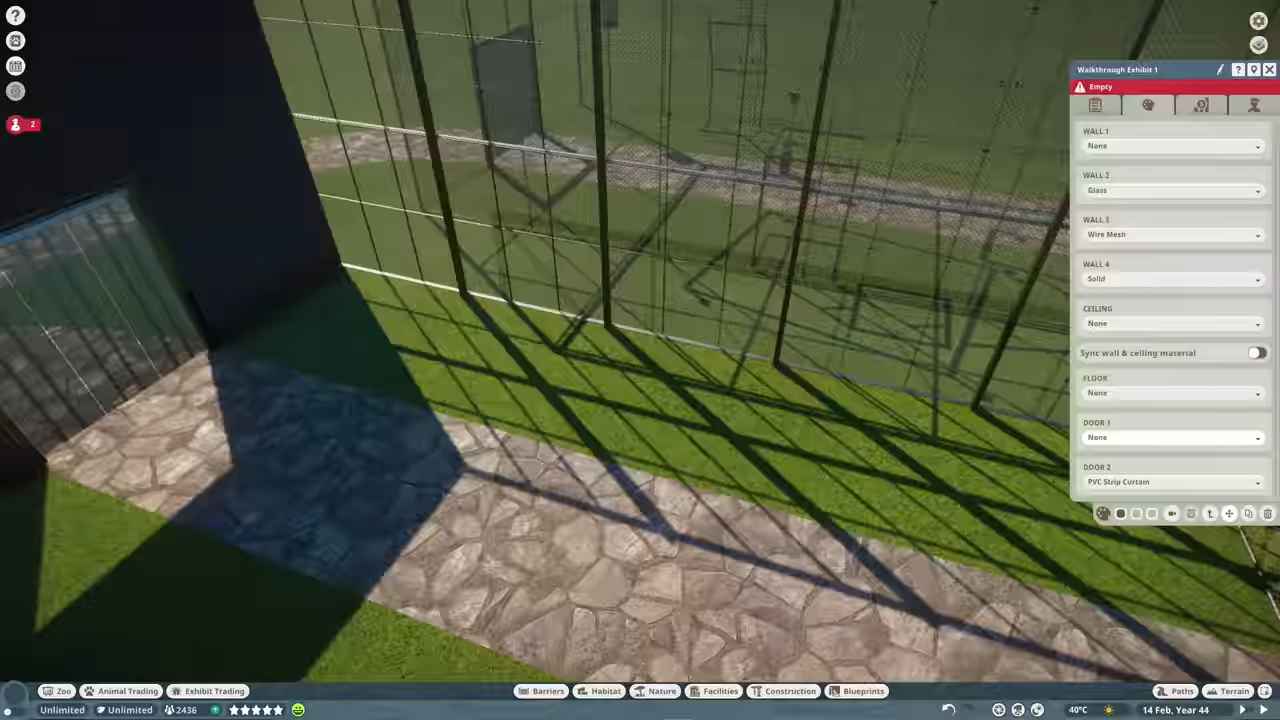 Walkthrough Exhibit 1
Empty
WALL 1
None
WALL 2
Glass
WALL 3
Wire Mesh
WALL 4
Solid
CEILING
None
Sync wall & ceiling material
FLOOR
None
DOOR 1
None
DOOR 2
PVC Strip Curtain
2
Zoo
Animal Trading
Exhibit Trading
Barriers
Habitat
Nature
Facilities
Construction
Blueprints
Paths
Terrain
Unlimited
Unlimited
2436
40°C
14 Feb, Year 44